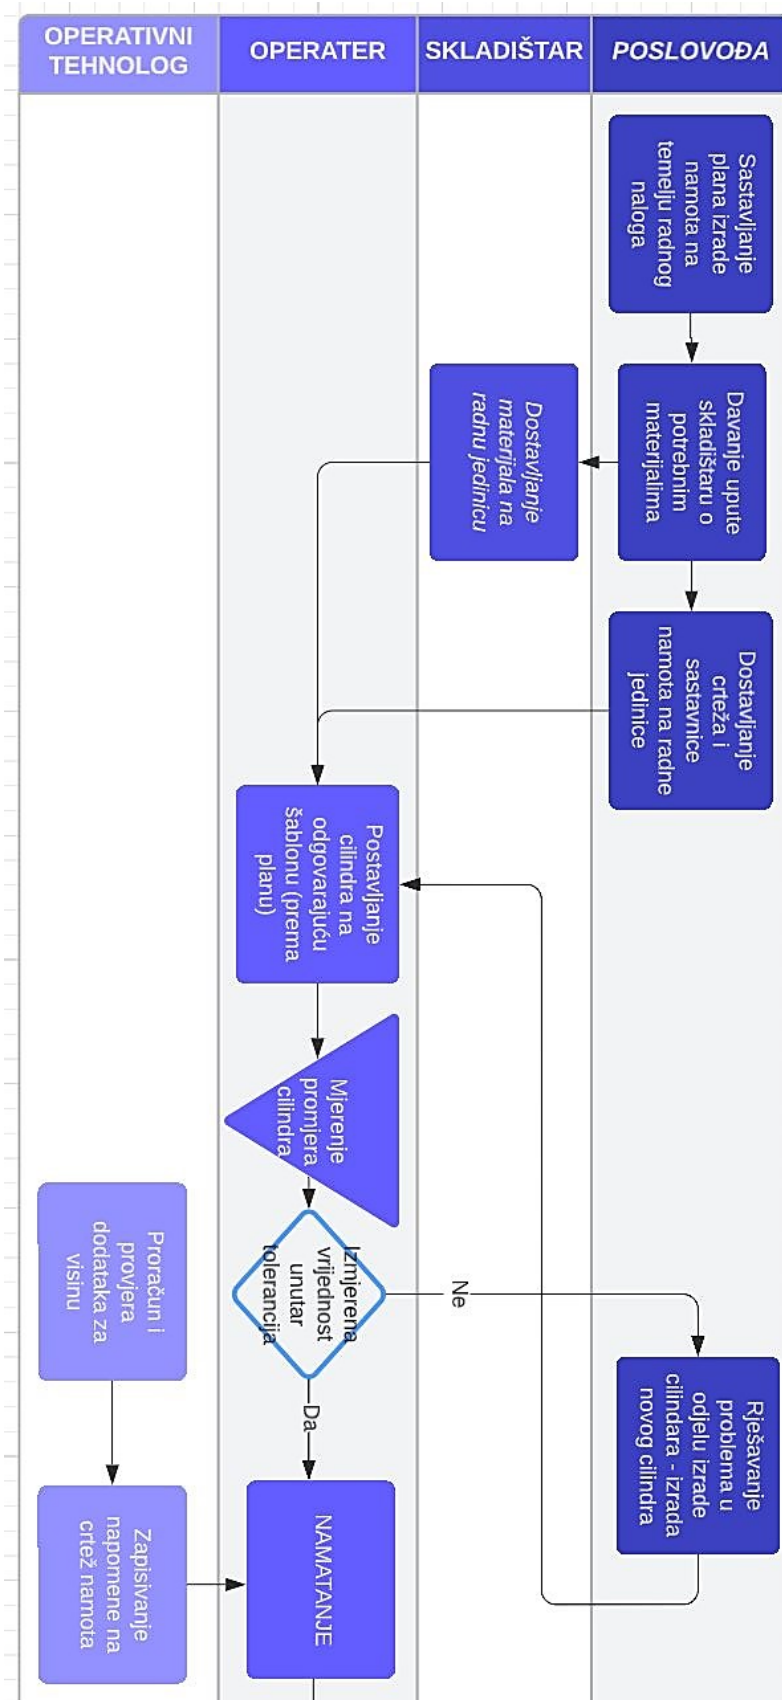 OPERATIVNI
TEHNOLOG
OPERATER
SKLADIŠTAR
POSLOVOĐA
Sastavljanje
plana izrade
namota na
temelju radnog
naloga
Davanje upute
skladištaru o
potrebnim
materijalima
Dostavljanje
materijala na
radnu jedinicu
Dostavljanje
crteža i
sastavnice
namota na radne
jedinice
Postavljanje
cilindra na
odgovarajuću
šablonu (prema
planu)
Mjerenje
promjera
cilindra
Izmjerena
vrijednost
unutar
tolerancija
Ne
Da
Rješavanje
problema u
odjelu izrade
cilindara - izrada
novog cilindra
Proračun i
provjera
dodataka za
visinu
Zapisivanje
napomene na
crtež namota
NAMATANJE